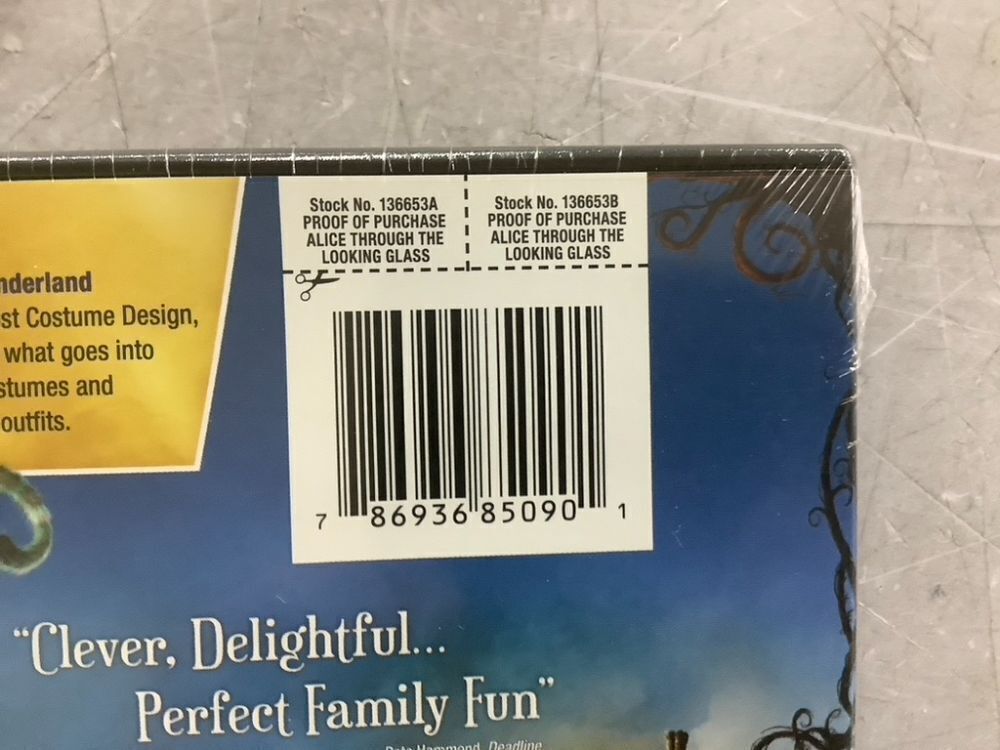 Stock No. 136653A
PROOF OF PURCHASE
ALICE THROUGH THE
LOOKING GLASS
Stock No. 136653B
PROOF OF PURCHASE
ALICE THROUGH THE
LOOKING GLASS
nderland
st Costume Design,
what goes into
stumes and
outfits.
7 86936 85090 1
“Clever, Delightful...
Perfect Family Fun”
Hammond, Deadline